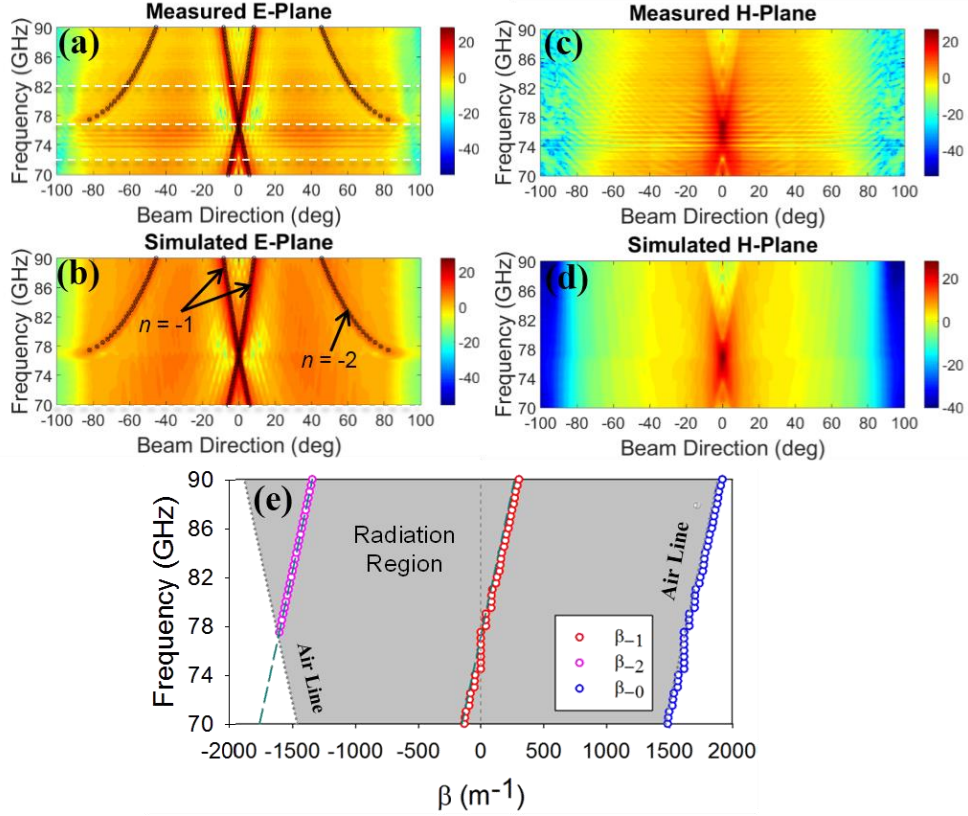 Measured E-Plane
(a)
Frequency (GHz)
90
86
82
78
74
70
-100 -80 -60 -40 -20 0 20 40 60 80 100
Beam Direction (deg)
20
0
-20
-40
Measured H-Plane
(c)
Frequency (GHz)
90
86
82
78
74
70
-100 -80 -60 -40 -20 0 20 40 60 80 100
Beam Direction (deg)
20
0
-20
-40
Simulated E-Plane
(b)
n = -1
n = -2
Frequency (GHz)
90
86
82
78
74
70
-100 -80 -60 -40 -20 0 20 40 60 80 100
Beam Direction (deg)
20
0
-20
-40
Simulated H-Plane
(d)
Frequency (GHz)
90
86
82
78
74
70
-100 -80 -60 -40 -20 0 20 40 60 80 100
Beam Direction (deg)
20
0
-20
-40
(e)
Frequency (GHz)
90
86
82
78
74
70
Radiation
Region
Air Line
Air Line
β−1
β−2
β−0
-2000 -1500 -1000 -500 0 500 1000 1500 2000
β (m-1)